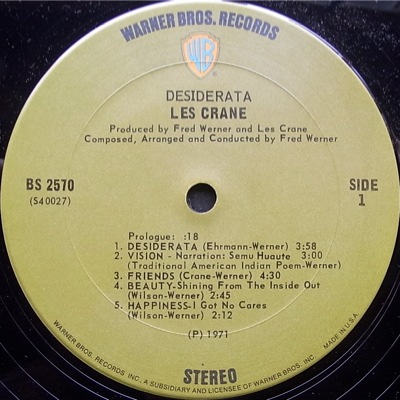 WARNER BROS. RECORDS
WB
DESIDERATA
LES CRANE
Produced by Fred Werner and Les Crane
Composed, Arranged and Conducted by Fred Werner
BS 2570
(S40027)
SIDE
1
Prologue: :18
1. DESIDERATA (Ehrmann-Werner) 3:58
2. VISION - Narration: Semu Huaute 3:00
(Traditional American Indian Poem-Werner)
3. FRIENDS (Crane-Werner) 4:30
4. BEAUTY-Shining From The Inside Out
(Wilson-Werner) 2:45
5. HAPPINESS-I Got No Cares
(Wilson-Werner) 2:12
(P) 1971
STEREO
WARNER BROS. RECORDS INC. A SUBSIDIARY AND LICENSEE OF WARNER BROS. INC. MADE IN U.S.A.